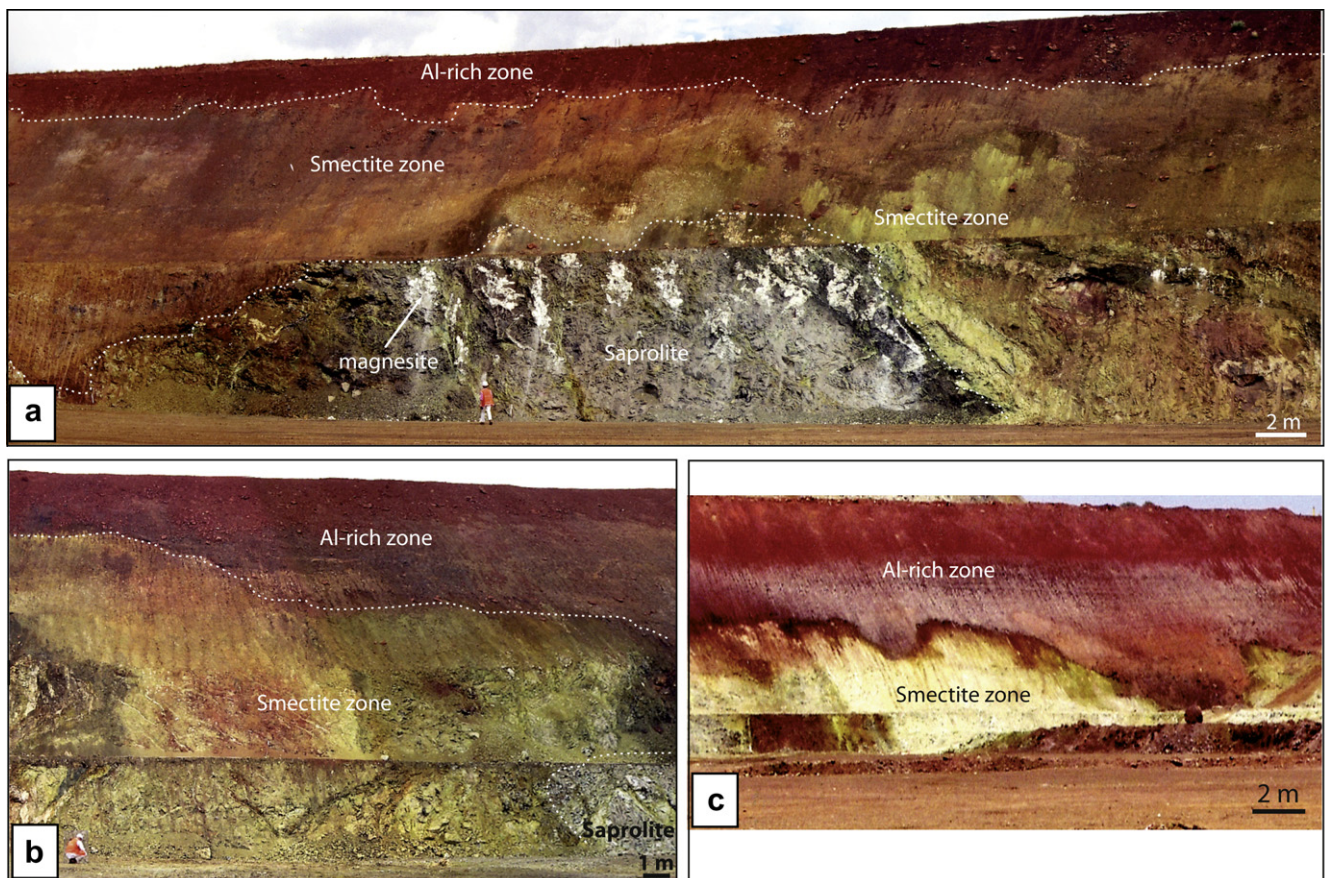 Al-rich zone
Smectite zone
Smectite zone
magnesite
Saprolite
a
2 m
Al-rich zone
Smectite zone
Saprolite
b
1 m
Al-rich zone
Smectite zone
c
2 m